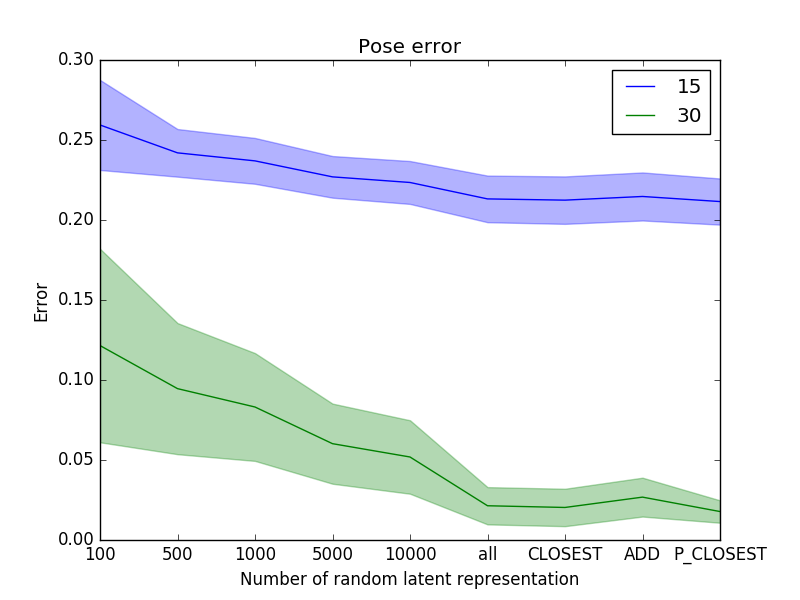 Pose error
0.30
0.25
0.20
0.15
0.10
0.05
0.00
Error
15
30
100 500 1000 5000 10000 all CLOSEST ADD P_CLOSEST
Number of random latent representation